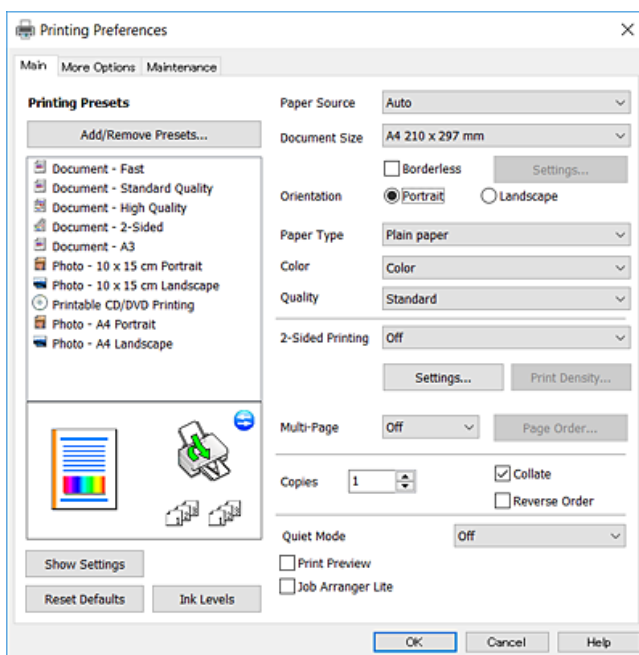 Printing Preferences
Main More Options Maintenance
Printing Presets
Add/Remove Presets...
Document - Fast
Document - Standard Quality
Document - High Quality
Document - 2-Sided
Document - A3
Photo - 10 x 15 cm Portrait
Photo - 10 x 15 cm Landscape
Printable CD/DVD Printing
Photo - A4 Portrait
Photo - A4 Landscape
Show Settings
Reset Defaults Ink Levels
Paper Source Auto
Document Size A4 210 x 297 mm
Borderless Settings...
Orientation Portrait Landscape
Paper Type Plain paper
Color Color
Quality Standard
2-Sided Printing Off
Settings... Print Density...
Multi-Page Off Page Order...
Copies 1 Collate
Reverse Order
Quiet Mode Off
Print Preview
Job Arranger Lite
OK Cancel Help